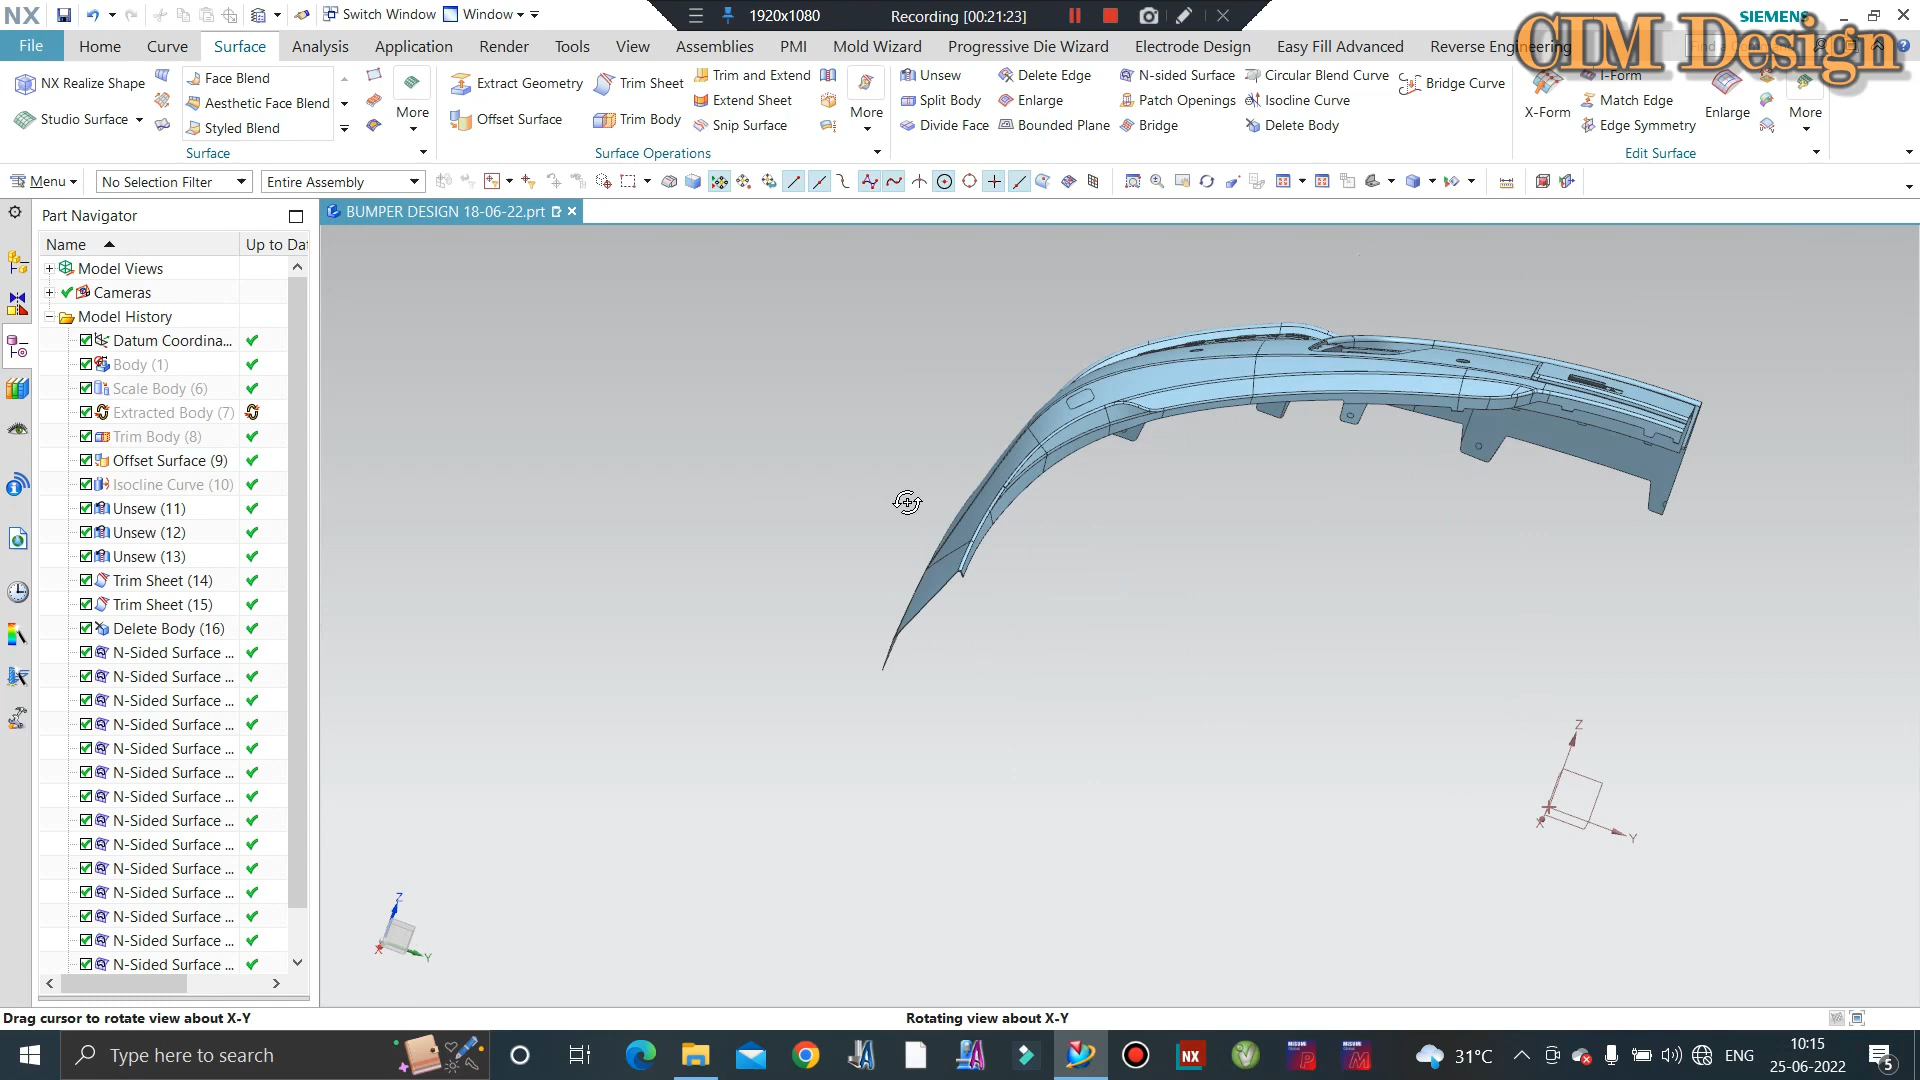 NX Switch Window Window 1920x1080 Recording [00:21:23] SIEMENS
CIM Design
File Home Curve Surface Analysis Application Render Tools View Assemblies PMI Mold Wizard Progressive Die Wizard Electrode Design Easy Fill Advanced Reverse Engineering
NX Realize Shape Face Blend Extract Geometry Trim Sheet Trim and Extend Unsew Delete Edge N-sided Surface Circular Blend Curve Bridge Curve I-Form
Aesthetic Face Blend More Extend Sheet More Split Body Enlarge Patch Openings Isocline Curve X-Form Match Edge Enlarge More
Studio Surface Styled Blend Offset Surface Trim Body Snip Surface Divide Face Bounded Plane Bridge Delete Body Edge Symmetry
Surface Surface Operations Edit Surface
Menu No Selection Filter Entire Assembly
Part Navigator
BUMPER DESIGN 18-06-22.prt
Name Up to Dat
Model Views
Cameras
Model History
Datum Coordina...
Body (1)
Scale Body (6)
Extracted Body (7)
Trim Body (8)
Offset Surface (9)
Isocline Curve (10)
Unsew (11)
Unsew (12)
Unsew (13)
Trim Sheet (14)
Trim Sheet (15)
Delete Body (16)
N-Sided Surface ...
N-Sided Surface ...
N-Sided Surface ...
N-Sided Surface ...
N-Sided Surface ...
N-Sided Surface ...
N-Sided Surface ...
N-Sided Surface ...
N-Sided Surface ...
N-Sided Surface ...
N-Sided Surface ...
N-Sided Surface ...
N-Sided Surface ...
N-Sided Surface ...
Z
X
Y
Z
X
Y
Drag cursor to rotate view about X-Y Rotating view about X-Y
Type here to search NX 31°C ENG 10:15
25-06-2022
5